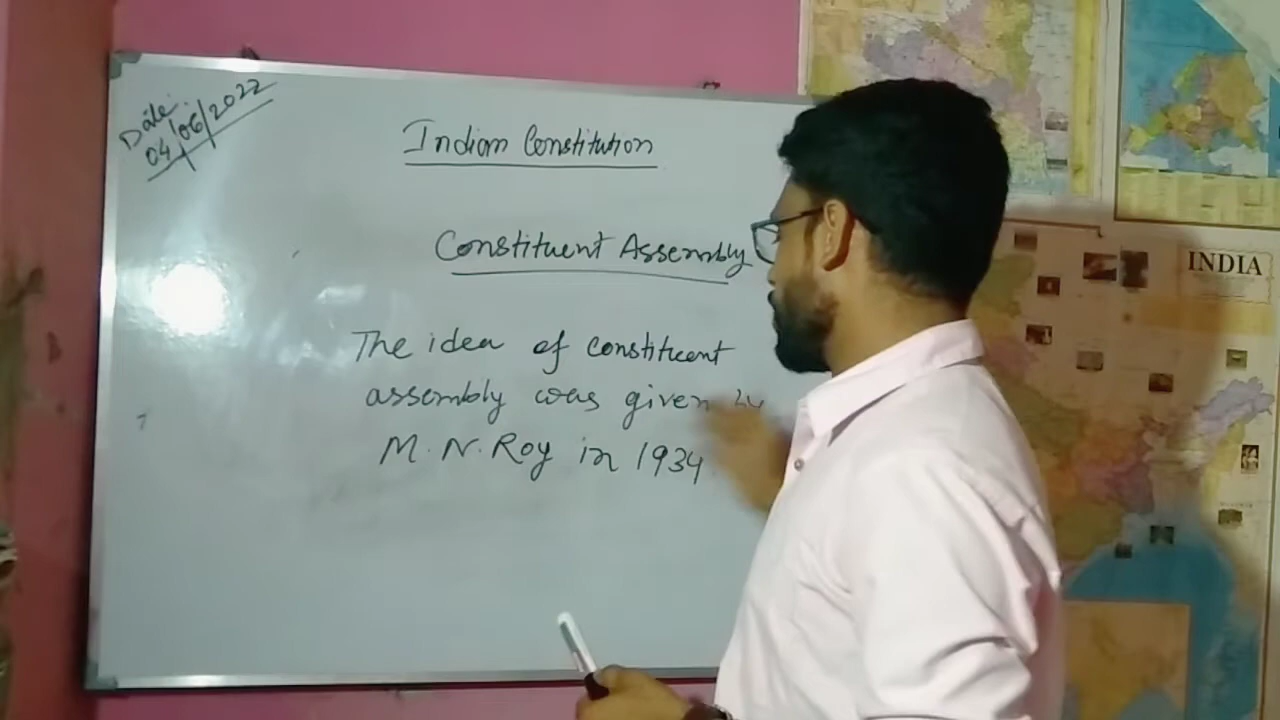 Date:
04/06/2022
Indian Constitution
Constituent Assembly
The idea of constituent
assembly was given by
M.N.Roy in 1934
INDIA